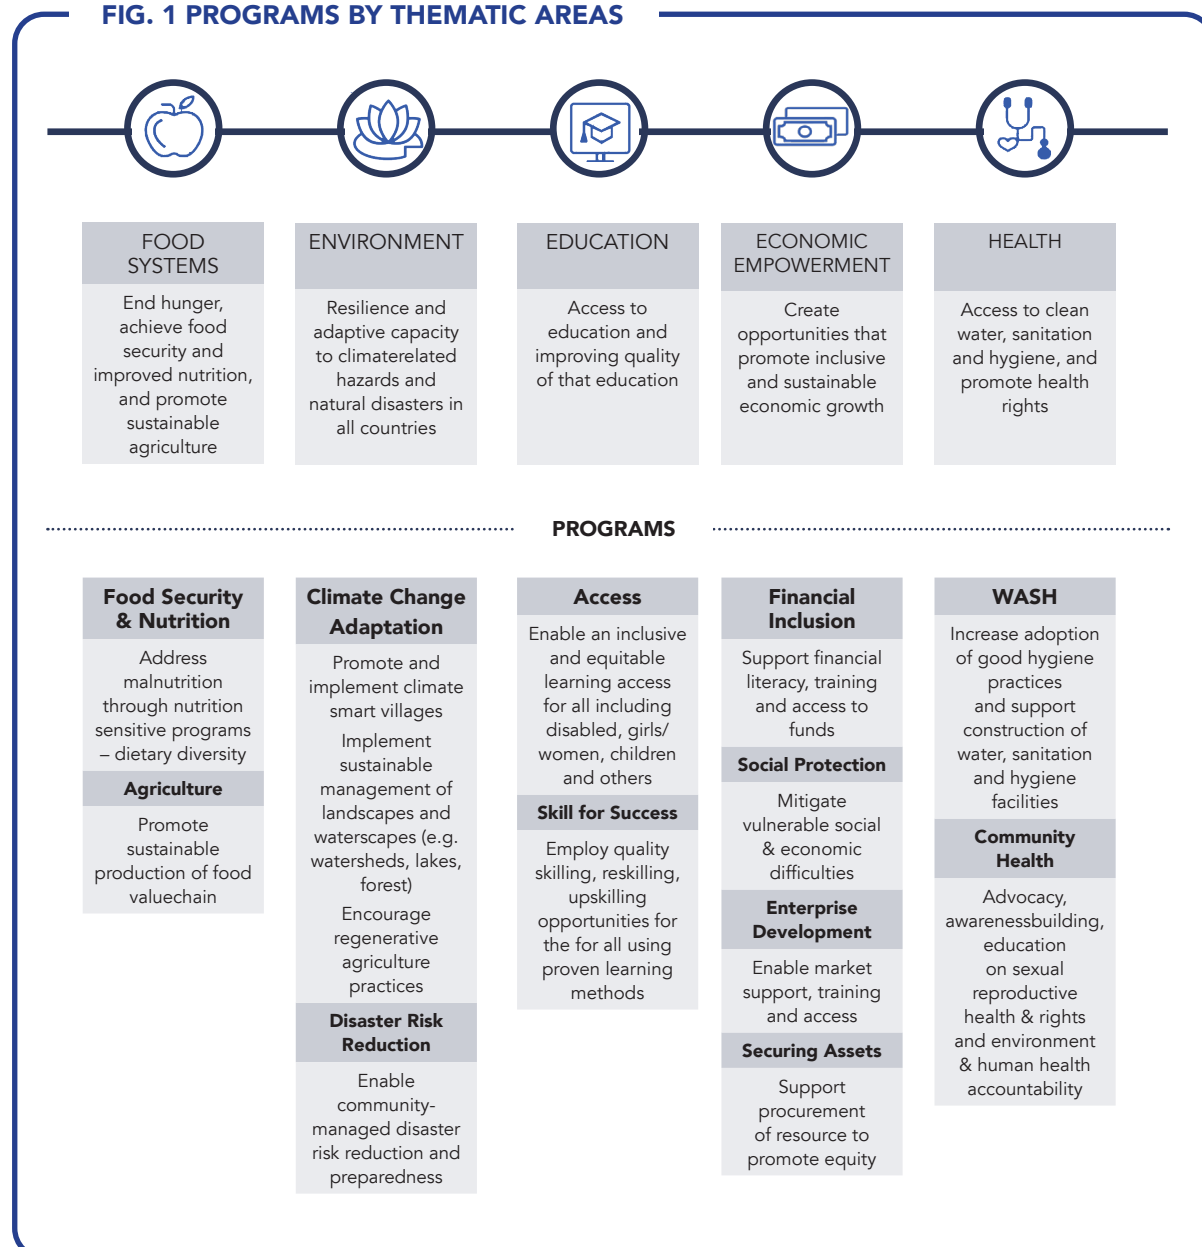 FIG. 1 PROGRAMS BY THEMATIC AREAS
FOOD
SYSTEMS
End hunger,
achieve food
security and
improved nutrition,
and promote
sustainable
agriculture
ENVIRONMENT
Resilience and
adaptive capacity
to climaterelated
hazards and
natural disasters in
all countries
EDUCATION
Access to
education and
improving quality
of that education
ECONOMIC
EMPOWERMENT
Create
opportunities that
promote inclusive
and sustainable
economic growth
HEALTH
Access to clean
water, sanitation
and hygiene, and
promote health
rights
PROGRAMS
Food Security
& Nutrition
Address
malnutrition
through nutrition
sensitive programs
– dietary diversity
Agriculture
Promote
sustainable
production of food
valuechain
Climate Change
Adaptation
Promote and
implement climate
smart villages
Implement
sustainable
management of
landscapes and
waterscapes (e.g.
watersheds, lakes,
forest)
Encourage
regenerative
agriculture
practices
Disaster Risk
Reduction
Enable
community-
managed disaster
risk reduction and
preparedness
Access
Enable an inclusive
and equitable
learning access
for all including
disabled, girls/
women, children
and others
Skill for Success
Employ quality
skilling, reskilling,
upskilling
opportunities for
the for all using
proven learning
methods
Financial
Inclusion
Support financial
literacy, training
and access to
funds
Social Protection
Mitigate
vulnerable social
& economic
difficulties
Enterprise
Development
Enable market
support, training
and access
Securing Assets
Support
procurement
of resource to
promote equity
WASH
Increase adoption
of good hygiene
practices
and support
construction of
water, sanitation
and hygiene
facilities
Community
Health
Advocacy,
awarenessbuilding,
education
on sexual
reproductive
health & rights
and environment
& human health
accountability